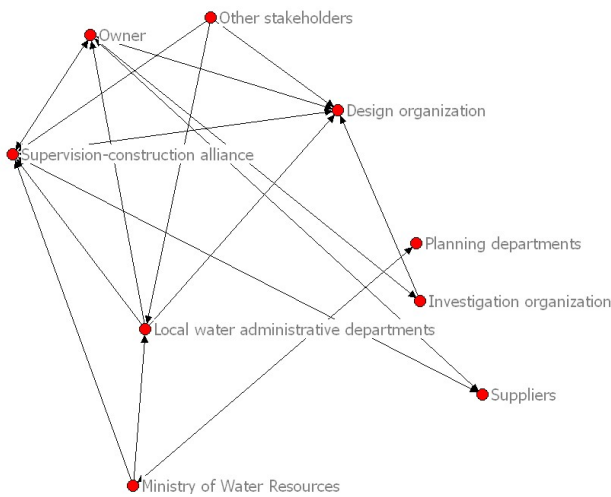 Other stakeholders
Owner
Design organization
Supervision-construction alliance
Planning departments
Investigation organization
Local water administrative departments
Suppliers
Ministry of Water Resources